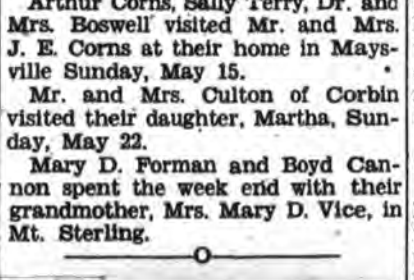 Arthur Corns, Sally Terry, Dr. and
Mrs. Boswell visited Mr. and Mrs.
J. E. Corns at their home in Mays-
ville Sunday, May 15.
Mr. and Mrs. Culton of Corbin
visited their daughter, Martha, Sun-
day, May 22.
Mary D. Forman and Boyd Can-
non spent the week end with their
grandmother, Mrs. Mary D. Vice, in
Mt. Sterling.